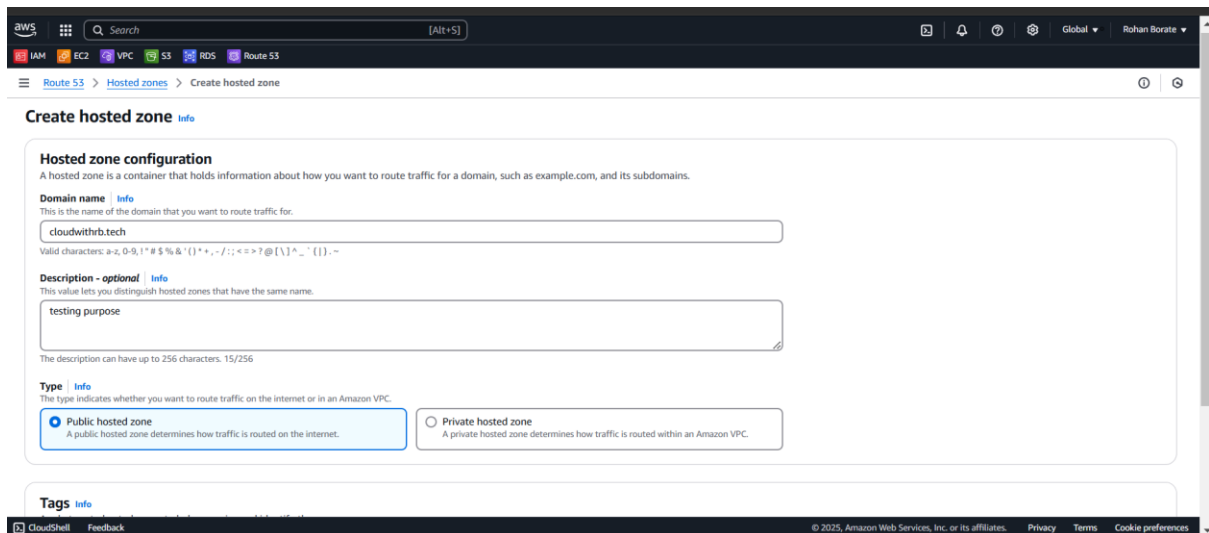 aws Search [Alt+S] Global Rohan Borate
IAM EC2 VPC S3 RDS Route 53
Route 53 > Hosted zones > Create hosted zone
Create hosted zone Info
Hosted zone configuration
A hosted zone is a container that holds information about how you want to route traffic for a domain, such as example.com, and its subdomains.
Domain name Info
This is the name of the domain that you want to route traffic for.
cloudwithrb.tech
Valid characters: a-z, 0-9, ! " # $ % & ' ( ) * + , - / : ; < = > ? @ [ \ ] ^ _ ` { | } . ~
Description - optional Info
This value lets you distinguish hosted zones that have the same name.
testing purpose
The description can have up to 256 characters. 15/256
Type Info
The type indicates whether you want to route traffic on the internet or in an Amazon VPC.
Public hosted zone
A public hosted zone determines how traffic is routed on the internet.
Private hosted zone
A private hosted zone determines how traffic is routed within an Amazon VPC.
Tags Info
CloudShell Feedback © 2025, Amazon Web Services, Inc. or its affiliates. Privacy Terms Cookie preferences